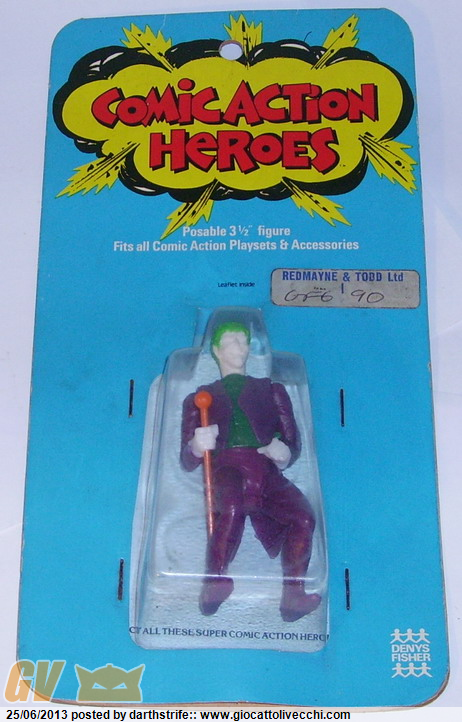 COMIC ACTION
HEROES
Posable 3½" figure
Fits all Comic Action Playsets & Accessories
Leaflet inside
REDMAYNE & TODD Ltd
90
CT ALL THESE SUPER COMIC ACTION HERO
DENYS
FISHER
GV
25/06/2013 posted by darthstrife:: www.giocattolivecchi.com